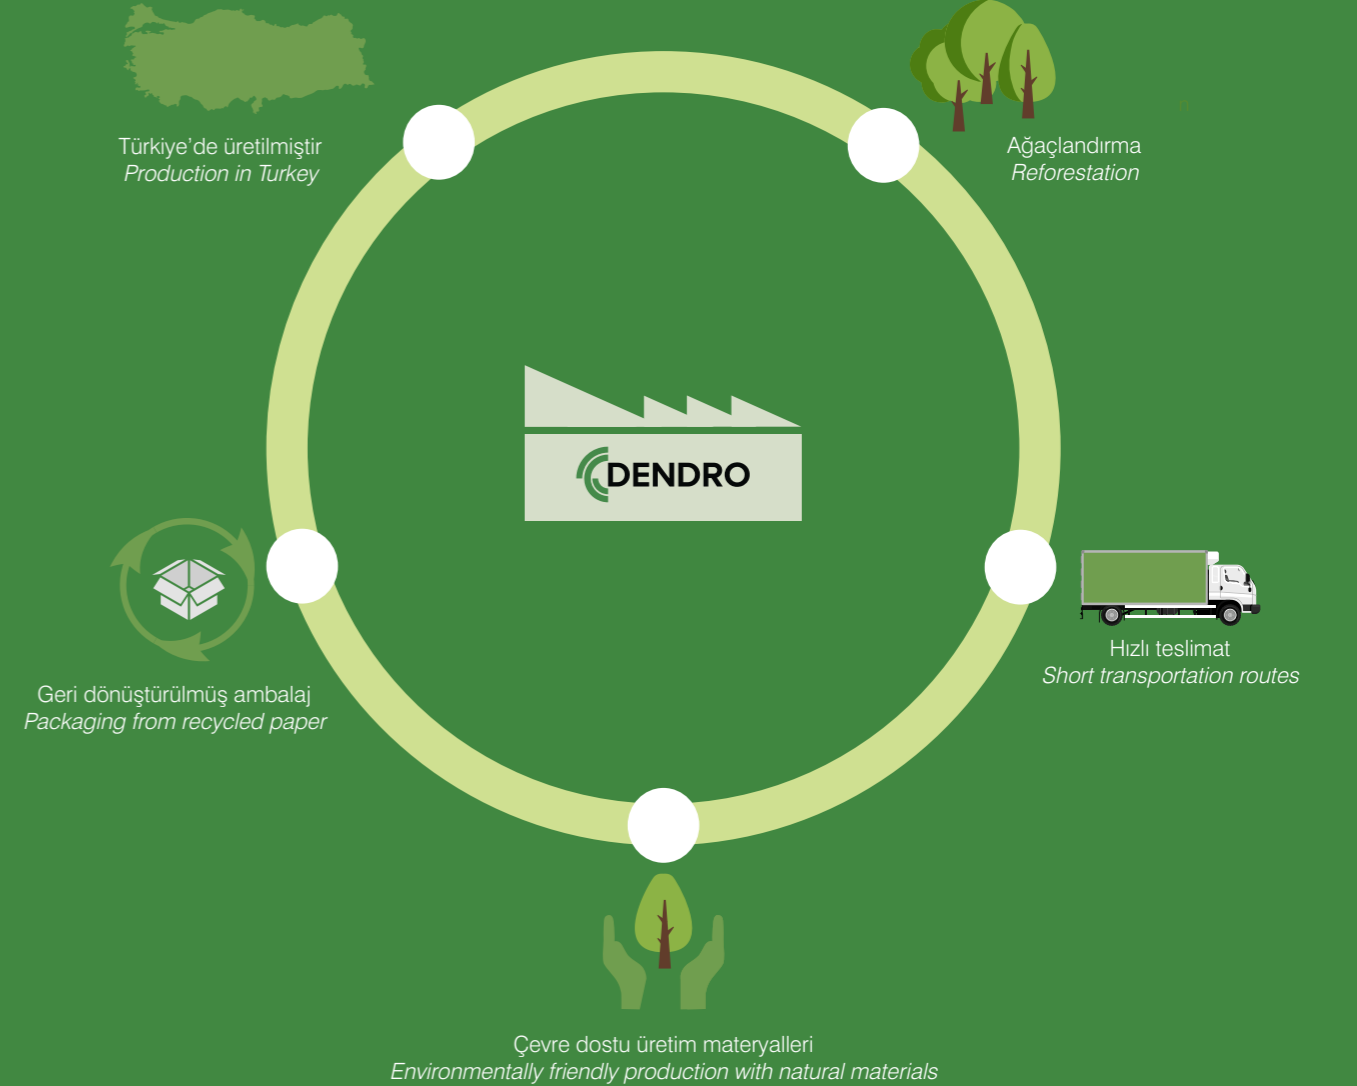 Türkiye’de üretilmiştir
Production in Turkey
Ağaçlandırma
Reforestation
DENDRO
Hızlı teslimat
Short transportation routes
Geri dönüştürülmüş ambalaj
Packaging from recycled paper
Çevre dostu üretim materyalleri
Environmentally friendly production with natural materials